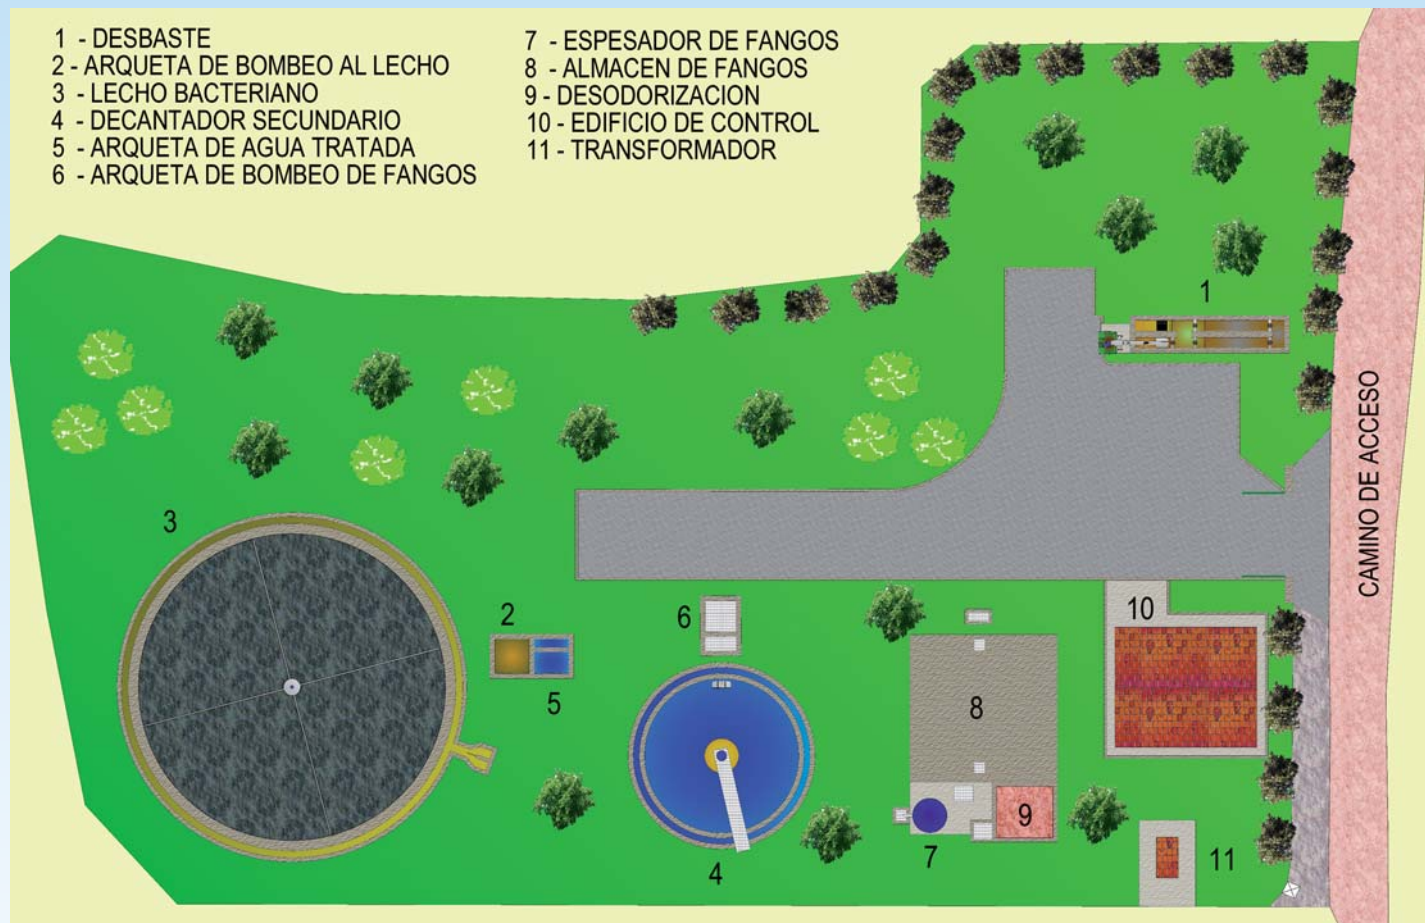 1 - DESBASTE
2 - ARQUETA DE BOMBEO AL LECHO
3 - LECHO BACTERIANO
4 - DECANTADOR SECUNDARIO
5 - ARQUETA DE AGUA TRATADA
6 - ARQUETA DE BOMBEO DE FANGOS
7 - ESPESADOR DE FANGOS
8 - ALMACEN DE FANGOS
9 - DESODORIZACION
10 - EDIFICIO DE CONTROL
11 - TRANSFORMADOR
1
CAMINO DE ACCESO
3
2
6
10
5
8
9
7
4
11